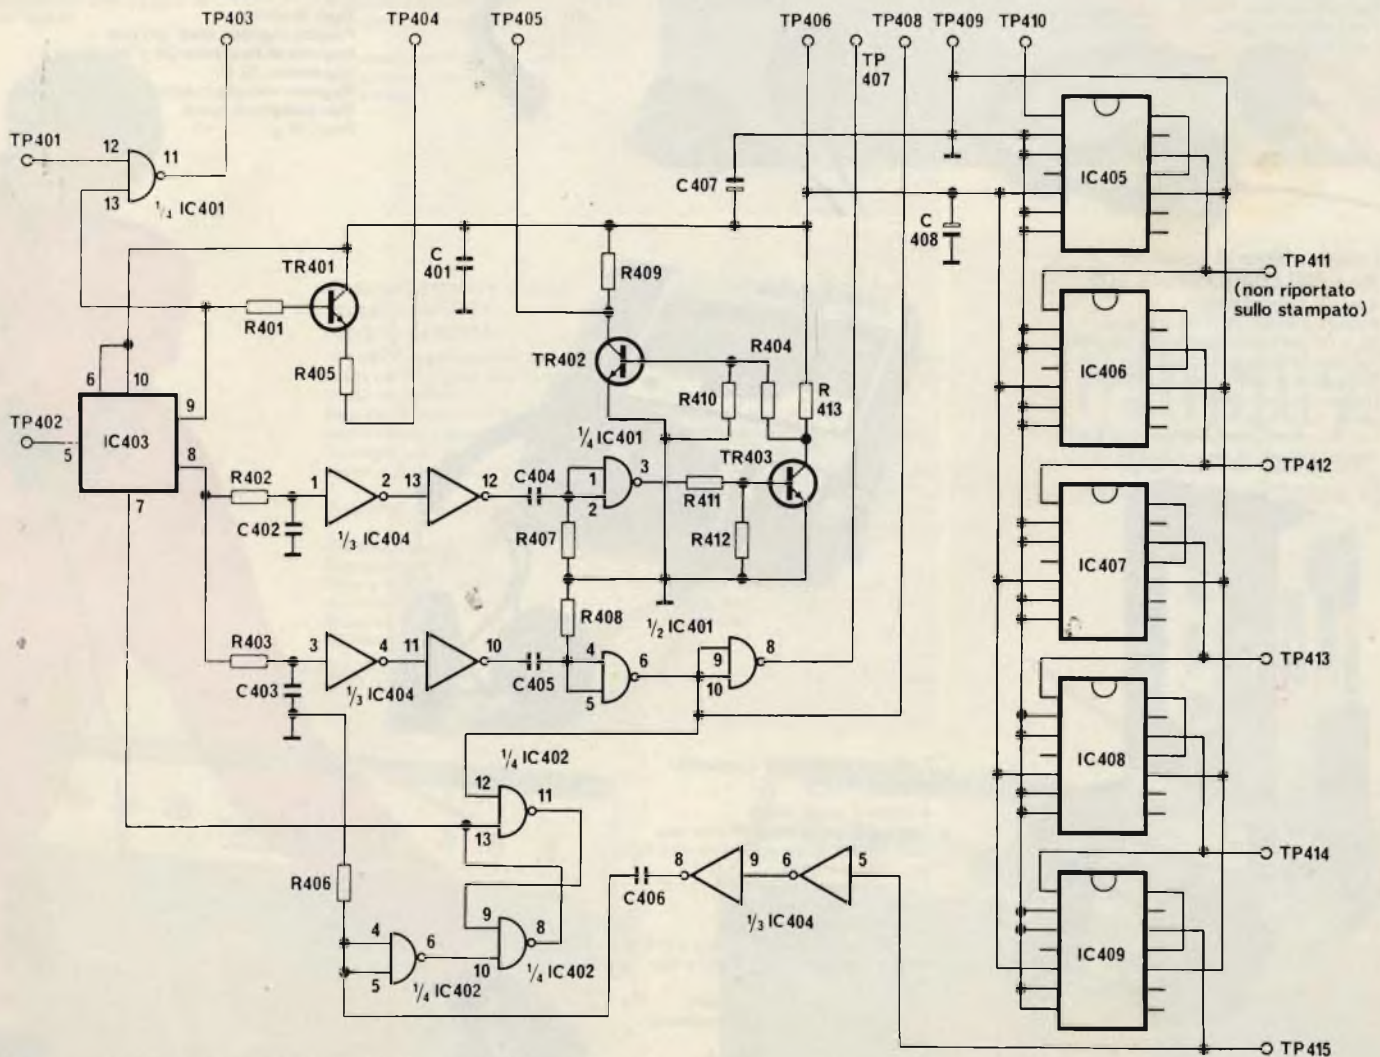 TP403
TP404
TP405
TP406
TP408
TP409
TP410
TP
407
TP401
12
11
13
1/4 IC401
C407
IC405
C
401
R409
C
408
TR401
R401
TP411
(non riportato
sullo stampato)
TR402
R404
R405
R410
R
413
IC406
6
10
9
TP402
5
IC403
8
7
1/4 IC401
TR403
TP412
R402
1
2
13
12
C404
1
2
3
R411
C402
1/3 IC404
R407
R412
IC407
R408
1/2 IC401
R403
3
4
11
10
C405
4
5
6
9
10
8
C403
1/3 IC404
TP413
1/4 IC402
12
11
13
IC408
R406
C406
8
9
6
5
1/3 IC404
TP414
4
5
6
9
10
8
1/4 IC402
1/4 IC402
IC409
TP415